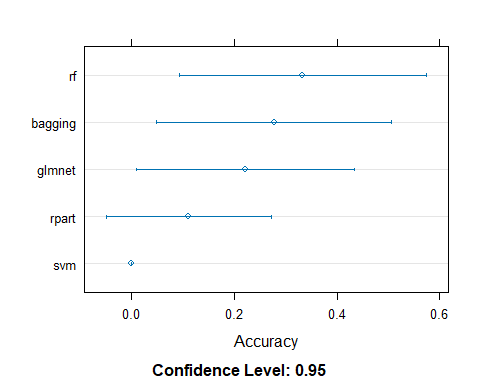 rf
bagging
glmnet
rpart
svm
0.0 0.2 0.4 0.6
Accuracy
Confidence Level: 0.95